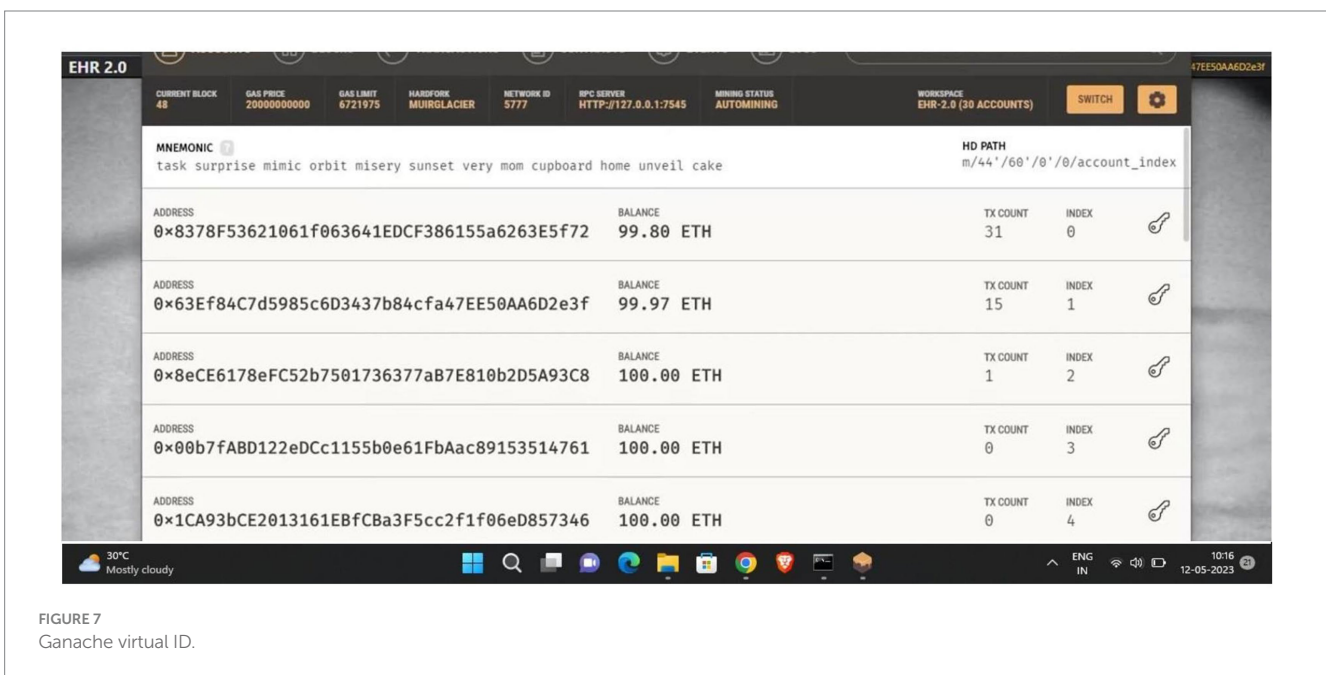 EHR 2.0
47EE50AA6D2e3f
CURRENT BLOCK GAS PRICE GAS LIMIT HARDFORK NETWORK ID RPC SERVER MINING STATUS WORKSPACE
48 20000000000 6721975 MUIRGLACIER 5777 HTTP://127.0.0.1:7545 AUTOMINING EHR-2.0 (30 ACCOUNTS) SWITCH
MNEMONIC ? HD PATH
task surprise mimic orbit misery sunset very mom cupboard home unveil cake m/44'/60'/0'/0/account_index
ADDRESS BALANCE TX COUNT INDEX
0×8378F53621061f063641EDCF386155a6263E5f72 99.80 ETH 31 0
ADDRESS BALANCE TX COUNT INDEX
0×63Ef84C7d5985c6D3437b84cfa47EE50AA6D2e3f 99.97 ETH 15 1
ADDRESS BALANCE TX COUNT INDEX
0×8eCE6178eFC52b7501736377aB7E810b2D5A93C8 100.00 ETH 1 2
ADDRESS BALANCE TX COUNT INDEX
0×00b7fABD122eDCc1155b0e61FbAac89153514761 100.00 ETH 0 3
ADDRESS BALANCE TX COUNT INDEX
0×1CA93bCE2013161EBfCBa3F5cc2f1f06eD857346 100.00 ETH 0 4
30°C
Mostly cloudy
ENG
IN
10:16
12-05-2023
21
FIGURE 7
Ganache virtual ID.